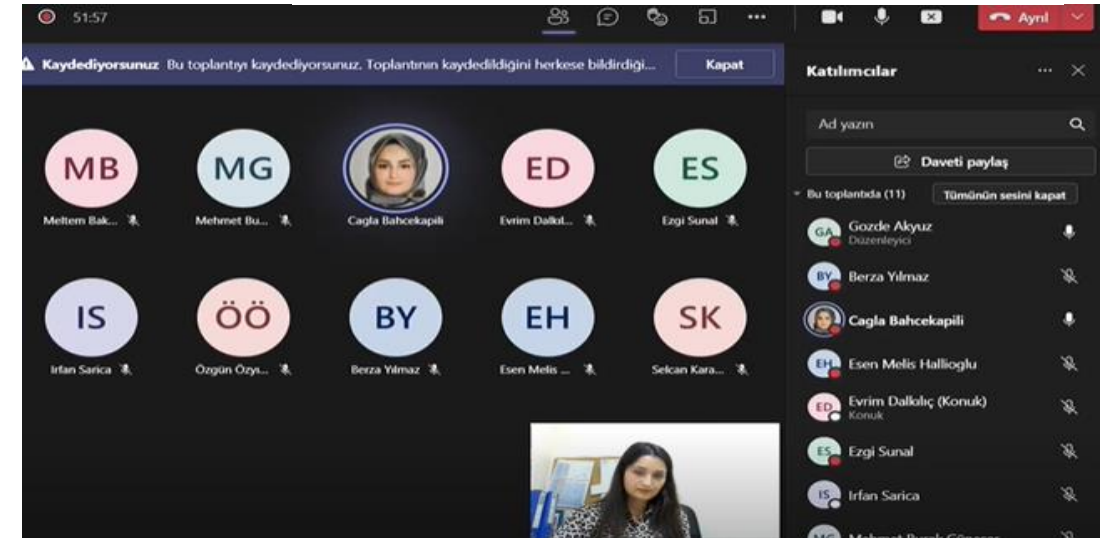 51:57
Ayrıl
Kaydediyorsunuz Bu toplantıyı kaydediyorsunuz. Toplantının kaydedildiğini herkese bildirdiği...
Kapat
MB MG ED ES
Meltem Bak... Mehmet Bu... Cagla Bahcekapili Evrim Dalkıl... Ezgi Sunal
IS ÖÖ BY EH SK
Irfan Sarica Özgün Özyı... Berza Yılmaz Esen Melis ... Selcan Kara...
Katılımcılar
Ad yazın
Daveti paylaş
Bu toplantıda (11) Tümünün sesini kapat
GA Gozde Akyuz
Düzenleyici
BY Berza Yılmaz
Cagla Bahcekapili
EH Esen Melis Hallioglu
ED Evrim Dalkılıç (Konuk)
Konuk
ES Ezgi Sunal
IS Irfan Sarica